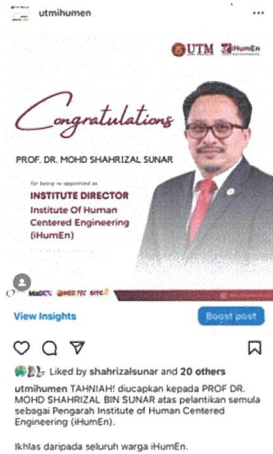 utmihumen
UTM iHumEn
Congratulations
PROF. DR. MOHD SHAHRIZAL SUNAR
for being re appointed as
INSTITUTE DIRECTOR
Institute Of Human
Centered Engineering
(iHumEn)
View Insights
Boost post
Liked by shahrizalsunar and 20 others
utmihumen TAHNIAH! diucapkan kepada PROF DR.
MOHD SHAHRIZAL BIN SUNAR atas pelantikan semula
sebagai Pengarah Institute of Human Centered
Engineering (iHumEn).
Ikhlas daripada seluruh warga iHumEn.